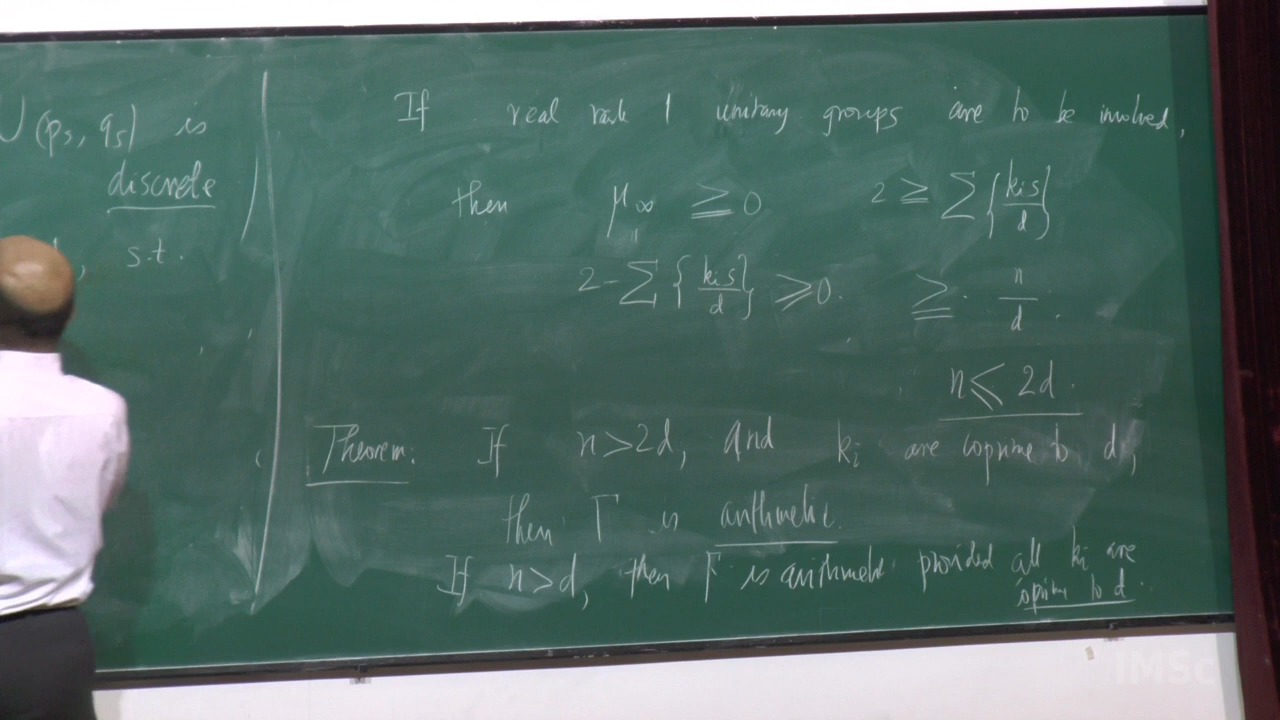 U(p_s, q_s) is
discrete
s.t.
If real rank 1 unitary groups are to be involved,
then μ_∞ ≥ 0 2 ≥ ∑ {k_i s / d}
2 - ∑ {k_i s / d} ≥ 0. ≥ n/d.
n ≤ 2d.
Theorem: If n > 2d, and k_i are coprime to d,
then Γ is arithmetic.
If n > d, then Γ is arithmetic provided all k_i are
coprime to d.
IMSc